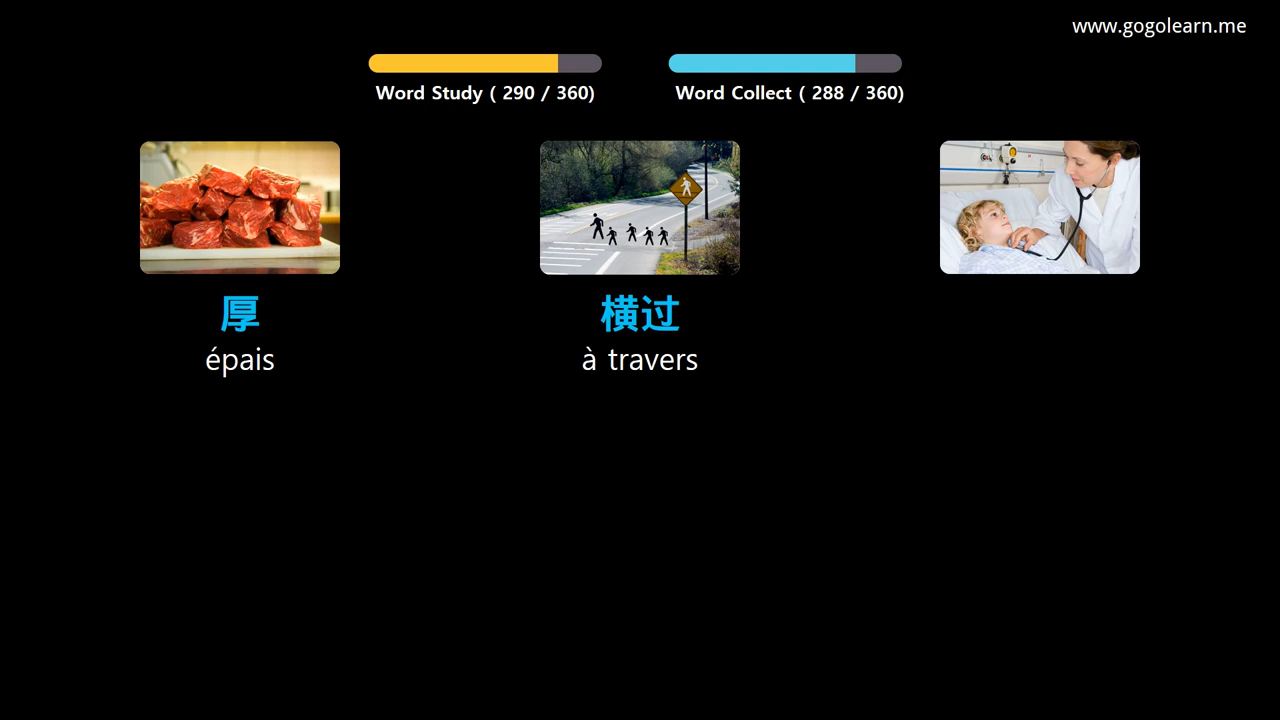 www.gogolearn.me
Word Study ( 290 / 360)
Word Collect ( 288 / 360)
厚
横过
épais
à travers